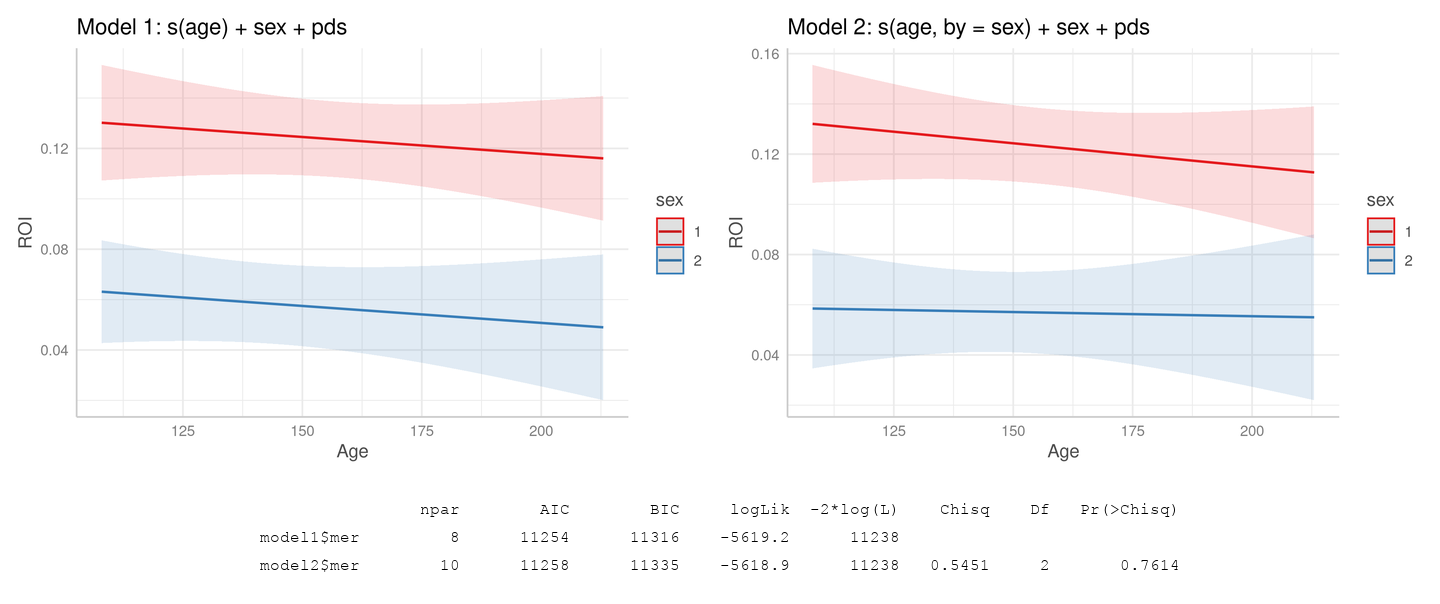 Model 1: s(age) + sex + pds
0.12
0.08
0.04
ROI
125 150 175 200
Age
sex
1
2
Model 2: s(age, by = sex) + sex + pds
0.16
0.12
0.08
0.04
ROI
125 150 175 200
Age
sex
1
2
npar AIC BIC logLik -2*log(L) Chisq Df Pr(>Chisq)
model1$mer 8 11254 11316 -5619.2 11238
model2$mer 10 11258 11335 -5618.9 11238 0.5451 2 0.7614